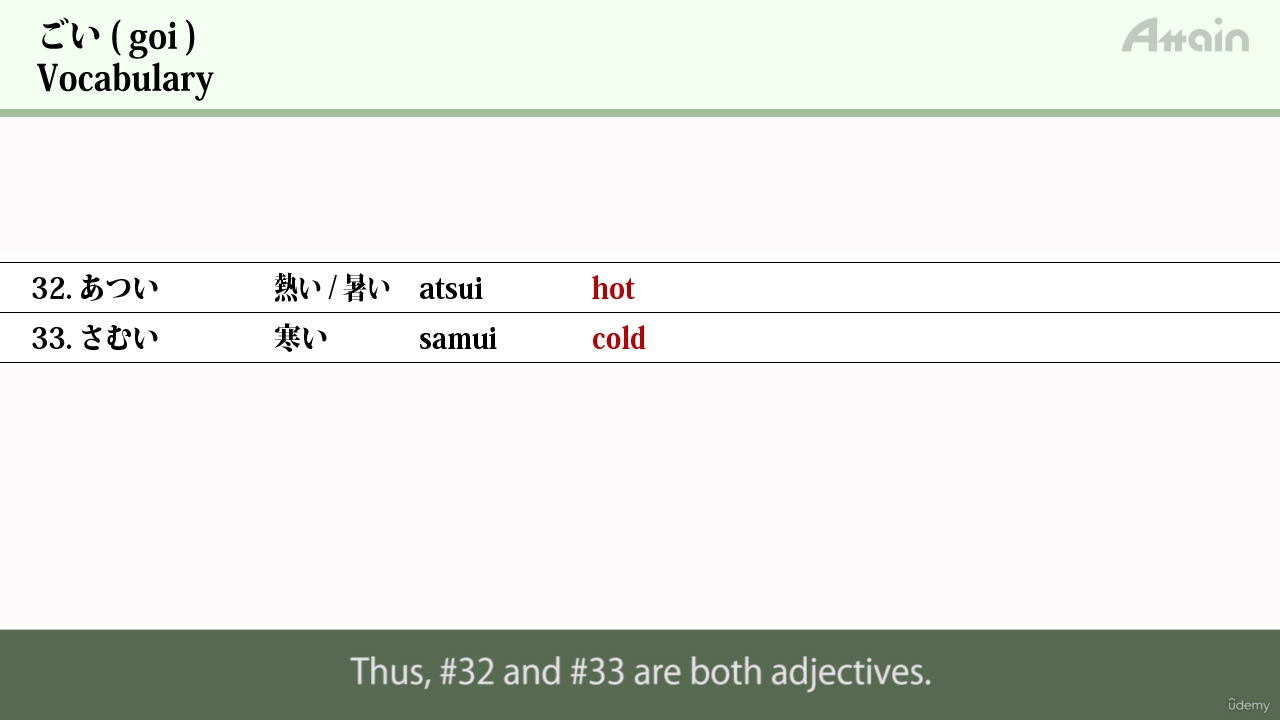 ごい ( goi )
Vocabulary
Attain
32. あつい 熱い / 暑い atsui hot
33. さむい 寒い samui cold
Thus, #32 and #33 are both adjectives.
ûdemy